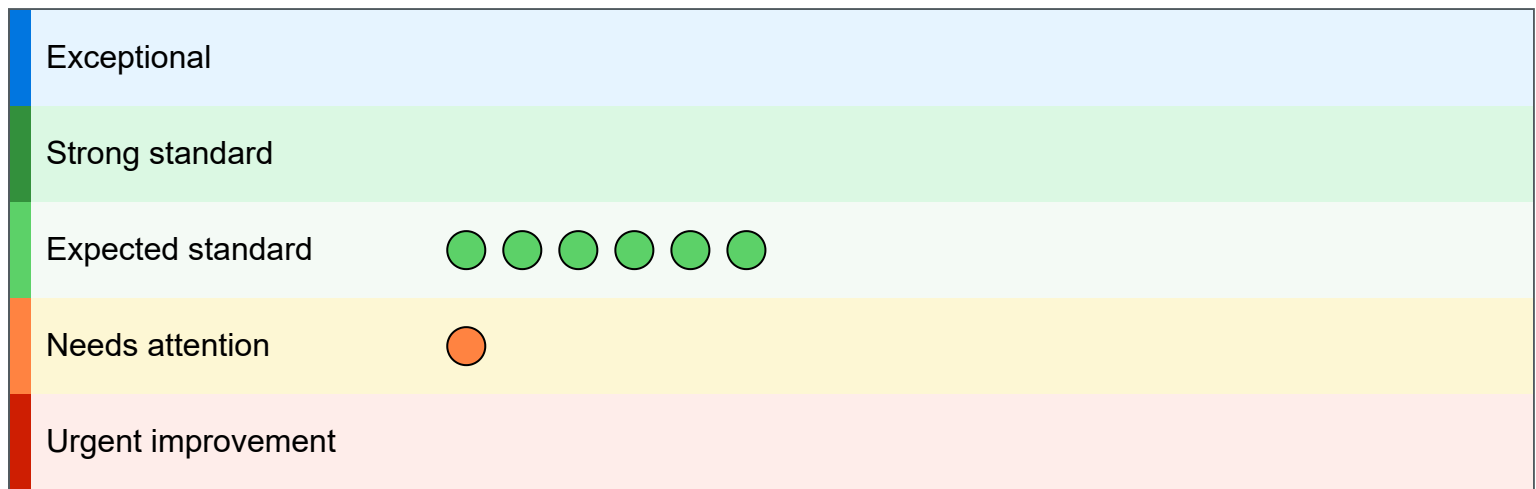 Exceptional
Strong standard
Expected standard
Needs attention
Urgent improvement